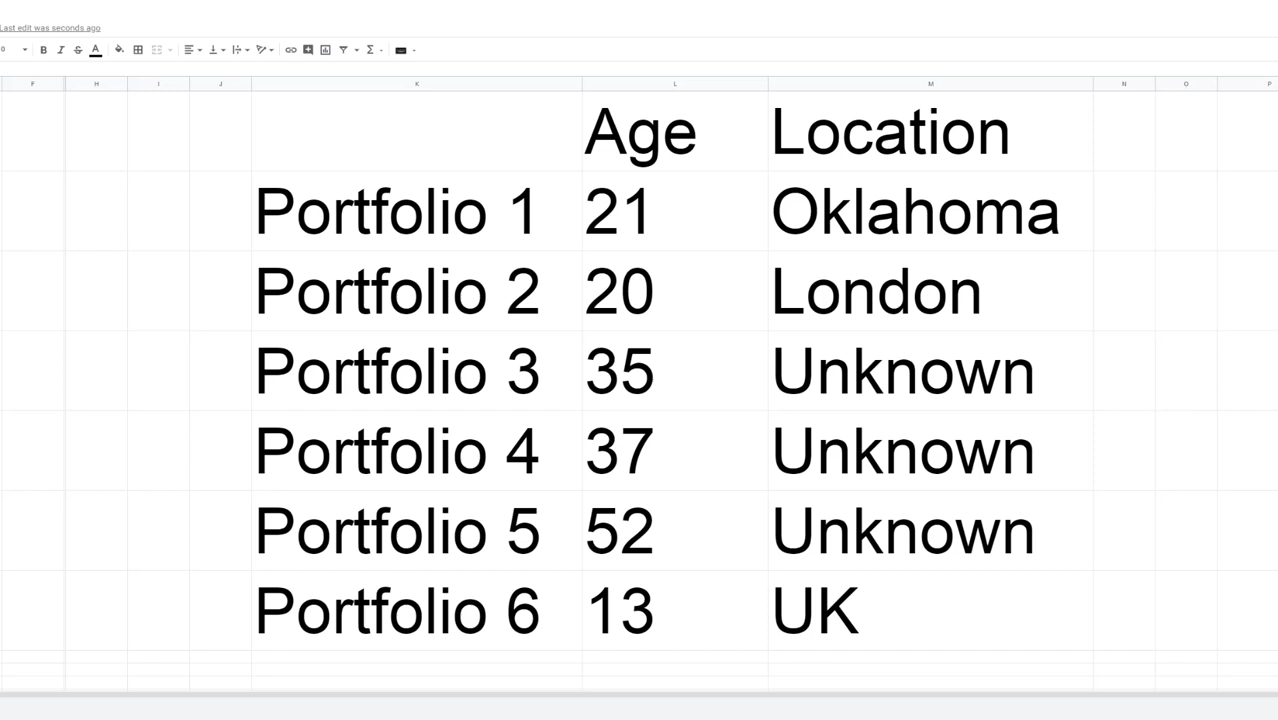 Last edit was seconds ago
0 B I S A Σ
F H I J K L M N O P
Age Location
Portfolio 1 21 Oklahoma
Portfolio 2 20 London
Portfolio 3 35 Unknown
Portfolio 4 37 Unknown
Portfolio 5 52 Unknown
Portfolio 6 13 UK